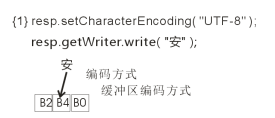 {1} resp.setCharacterEncoding( "UTF-8" );
resp.getWriter.write( "安" );
安
编码方式
缓冲区编码方式
B2 B4 B0